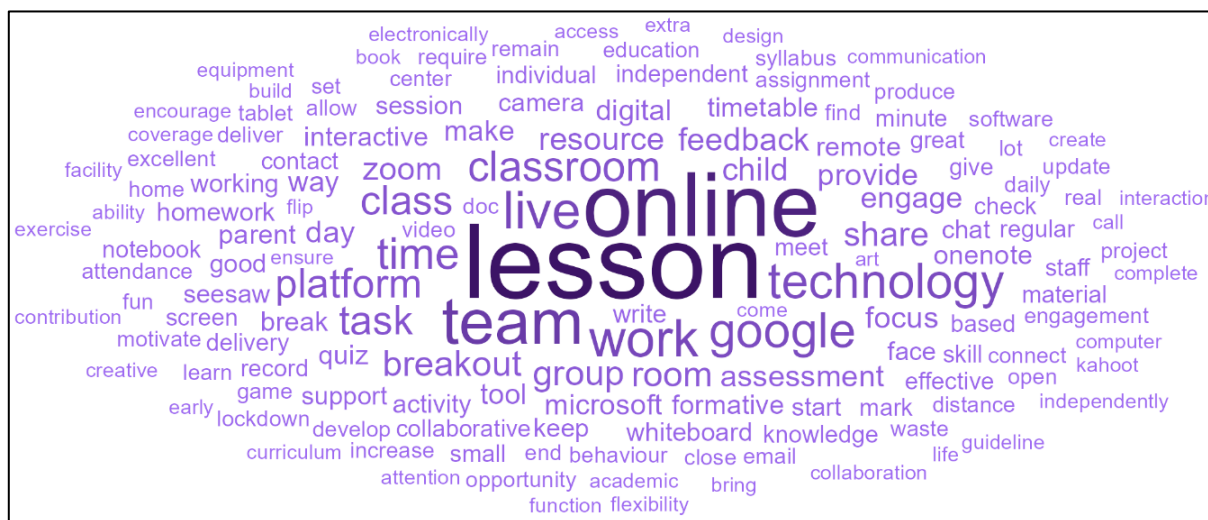 electronically access extra design
book require remain education syllabus communication
equipment center individual independent assignment
build set produce
encourage tablet allow session camera digital timetable find minute software
coverage deliver interactive make resource feedback remote great lot create
facility excellent contact zoom classroom child provide give update
home working way class doc live online engage check daily real interaction
ability homework flip
exercise parent day video time lesson meet art share chat regular call
notebook good ensure onenote project
attendance seesaw platform technology staff complete
fun material
contribution screen break task team write come work google focus based engagement
motivate delivery quiz breakout group room assessment face skill connect computer
creative learn record effective open kahoot
game support activity tool microsoft formative start mark distance independently
early lockdown develop collaborative keep whiteboard knowledge waste guideline
curriculum increase small end behaviour close email life
attention opportunity academic bring collaboration
function flexibility